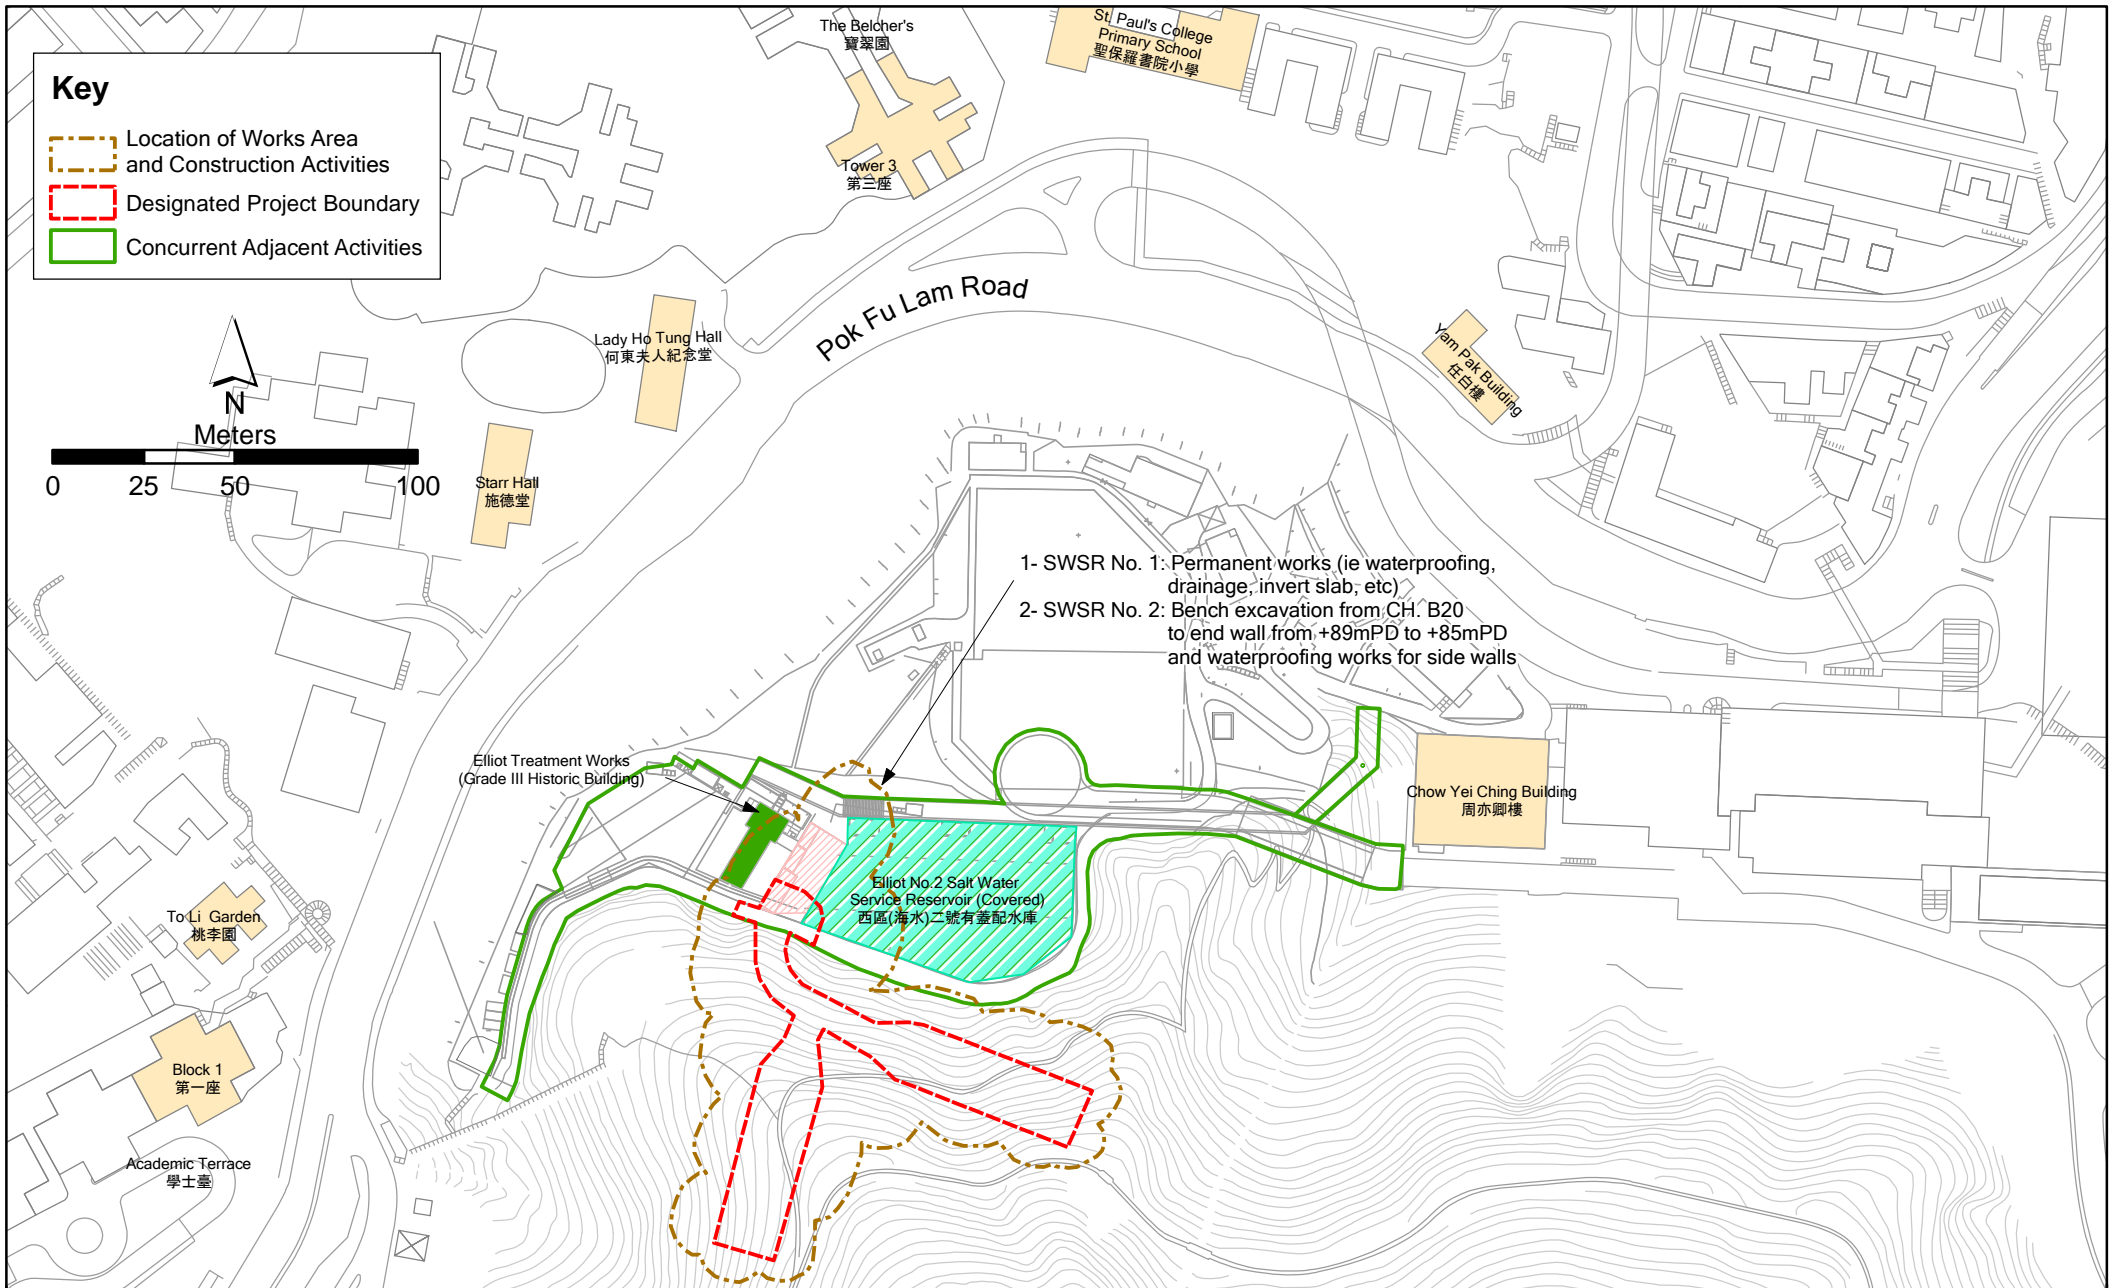 The Belcher's
寶翠園
St. Paul's College
Primary School
聖保羅書院小學
Key
Location of Works Area
and Construction Activities
Designated Project Boundary
Concurrent Adjacent Activities
Tower 3
第三座
Pok Fu Lam Road
Lady Ho Tung Hall
何東夫人紀念堂
Yam Pak Building
任白樓
N
Meters
0 25 50 100
Starr Hall
施德堂
1- SWSR No. 1: Permanent works (ie waterproofing,
drainage, invert slab, etc)
2- SWSR No. 2: Bench excavation from CH. B20
to end wall from +89mPD to +85mPD
and waterproofing works for side walls
Elliot Treatment Works
(Grade III Historic Building)
Chow Yei Ching Building
周亦卿樓
Elliot No.2 Salt Water
Service Reservoir (Covered)
西區(海水)二號有蓋配水庫
To Li Garden
桃李園
Block 1
第一座
Academic Terrace
學士臺